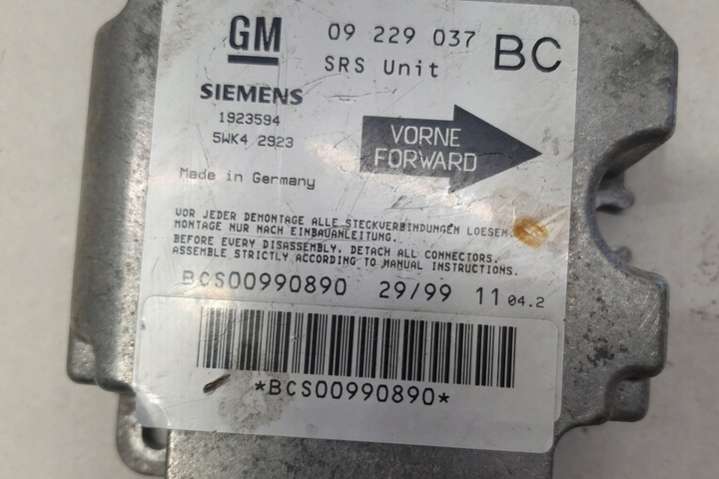 GM 09 229 037 BC
SRS Unit
SIEMENS
1923594
5WK4 2923
VORNE
FORWARD
Made in Germany
VOR JEDER DEMONTAGE ALLE STECKVERBINDUNGEN LOESEN.
MONTAGE NUR NACH EINBAUANLEITUNG.
BEFORE EVERY DISASSEMBLY, DETACH ALL CONNECTORS.
ASSEMBLE STRICTLY ACCORDING TO MANUAL INSTRUCTIONS.
BCS00990890 29/99 11 04.2
*BCS00990890*